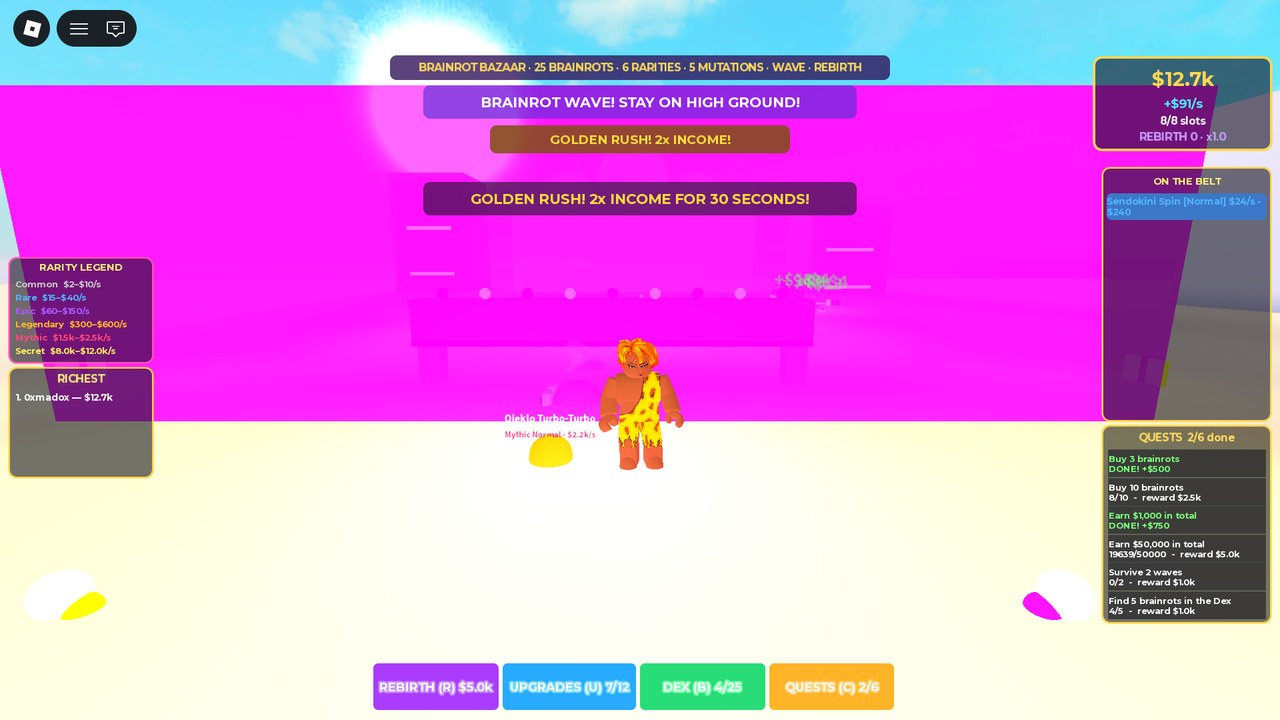 BRAINROT BAZAAR · 25 BRAINROTS · 6 RARITIES · 5 MUTATIONS · WAVE · REBIRTH
BRAINROT WAVE! STAY ON HIGH GROUND!
GOLDEN RUSH! 2x INCOME!
GOLDEN RUSH! 2x INCOME FOR 30 SECONDS!
$12.7k
+$91/s
8/8 slots
REBIRTH 0 · x1.0
ON THE BELT
Sendokini Spin [Normal] $24/s -
$240
RARITY LEGEND
Common $2–$10/s
Rare $15–$40/s
Epic $60–$150/s
Legendary $300–$600/s
Mythic $1.5k–$2.5k/s
Secret $8.0k–$12.0k/s
RICHEST
1. 0xmadox — $12.7k
Turbo-Turbo
Mythic Normal · $2.2k/s
QUESTS 2/6 done
Buy 3 brainrots
DONE! +$500
Buy 10 brainrots
8/10 - reward $2.5k
Earn $1,000 in total
DONE! +$750
Earn $50,000 in total
19639/50000 - reward $5.0k
Survive 2 waves
0/2 - reward $1.0k
Find 5 brainrots in the Dex
4/5 - reward $1.0k
REBIRTH (R) $5.0k
UPGRADES (U) 7/12
DEX (B) 4/25
QUESTS (C) 2/6